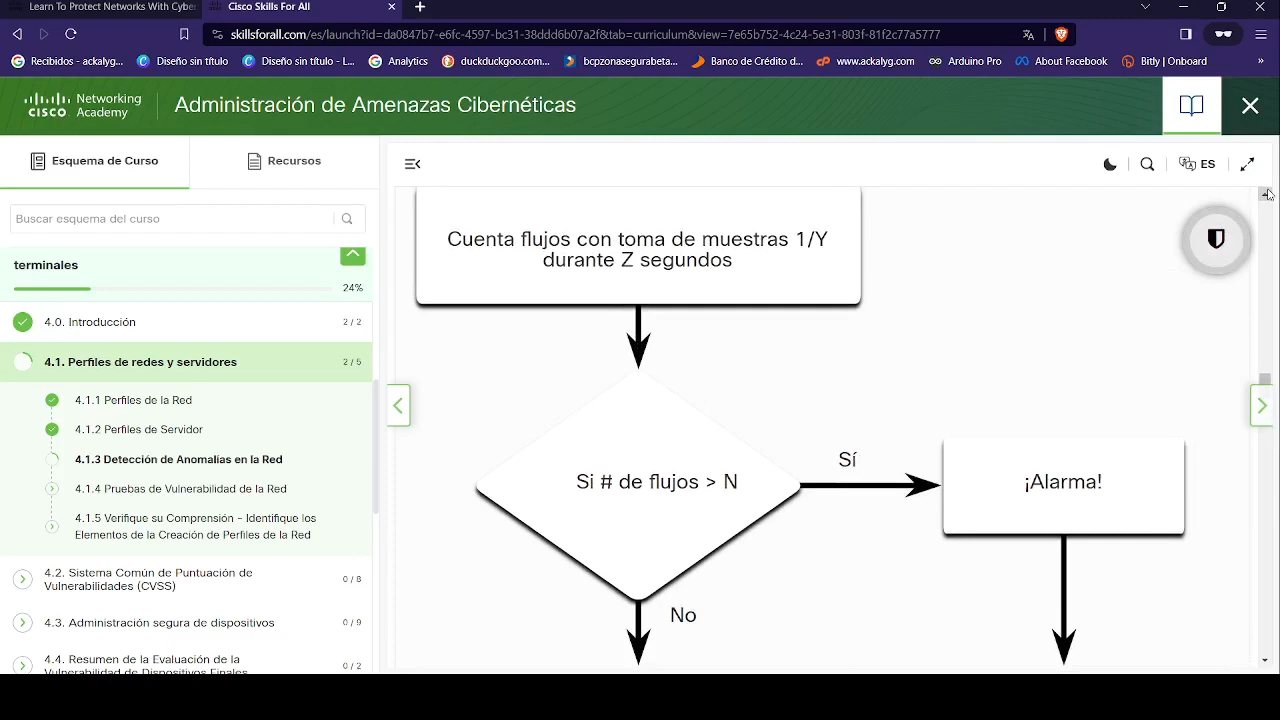 Learn To Protect Networks With Cyber
Cisco Skills For All
skillsforall.com/es/launch?id=da0847b7-e6fc-4597-bc31-38ddd6b07a2f&tab=curriculum&view=7e65b752-4c24-5e31-803f-81f2c77a5777
Recibidos - ackalyg...
Diseño sin título
Diseño sin título - L...
Analytics
duckduckgoo.com...
bcpzonasegurabeta...
Banco de Crédito d...
www.ackalyg.com
Arduino Pro
About Facebook
Bitly | Onboard
»
cisco Networking Academy
Administración de Amenazas Cibernéticas
Esquema de Curso
Recursos
Buscar esquema del curso
terminales
24%
4.0. Introducción 2 / 2
4.1. Perfiles de redes y servidores 2 / 5
4.1.1 Perfiles de la Red
4.1.2 Perfiles de Servidor
4.1.3 Detección de Anomalías en la Red
4.1.4 Pruebas de Vulnerabilidad de la Red
4.1.5 Verifique su Comprensión - Identifique los
Elementos de la Creación de Perfiles de la Red
4.2. Sistema Común de Puntuación de
Vulnerabilidades (CVSS) 0 / 8
4.3. Administración segura de dispositivos 0 / 9
4.4. Resumen de la Evaluación de la
Vulnerabilidad de Dispositivos Finales 0 / 2
ES
Cuenta flujos con toma de muestras 1/Y
durante Z segundos
Si # de flujos > N
Sí
¡Alarma!
No